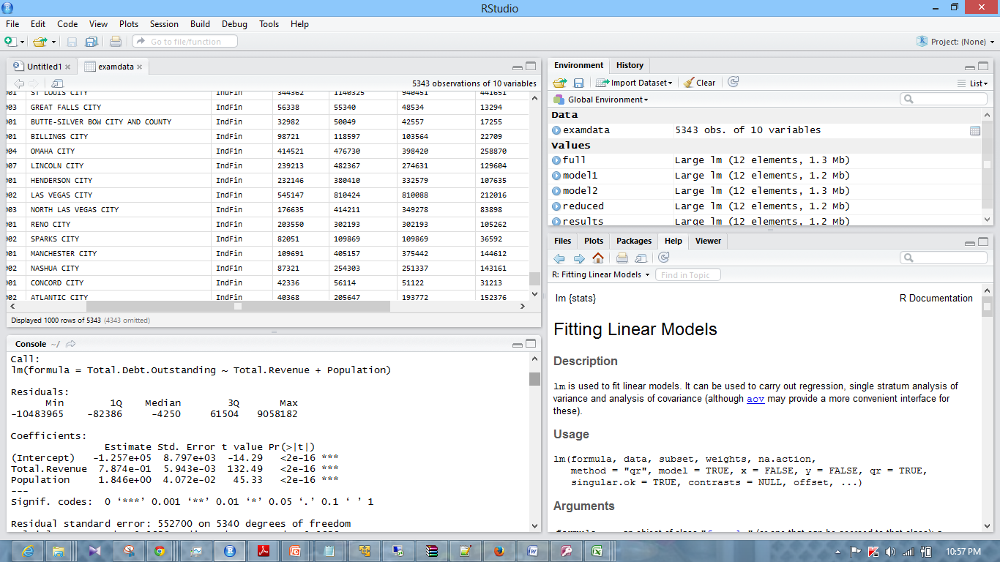 RStudio
File Edit Code View Plots Session Build Debug Tools Help
Go to file/function
Project: (None)
Untitled1 examdata
5343 observations of 10 variables
001 ST LOUIS CITY IndFin 344362 1140325 940451 441651
003 GREAT FALLS CITY IndFin 56338 55340 48534 13294
001 BUTTE-SILVER BOW CITY AND COUNTY IndFin 32982 50049 42557 17255
001 BILLINGS CITY IndFin 98721 118597 103564 22709
004 OMAHA CITY IndFin 414521 476730 398420 258870
007 LINCOLN CITY IndFin 239213 482367 274631 129604
001 HENDERSON CITY IndFin 232146 380410 332579 107635
002 LAS VEGAS CITY IndFin 545147 810424 810088 212016
003 NORTH LAS VEGAS CITY IndFin 176635 414211 349278 83898
001 RENO CITY IndFin 203550 302193 302193 105262
002 SPARKS CITY IndFin 82051 109869 109869 36592
001 MANCHESTER CITY IndFin 109691 405157 375442 144612
002 NASHUA CITY IndFin 87321 254303 251337 143161
001 CONCORD CITY IndFin 42336 56114 51122 31213
002 ATLANTIC CITY IndFin 40368 205647 193772 152376
Displayed 1000 rows of 5343 (4343 omitted)
Console ~/
Call:
lm(formula = Total.Debt.Outstanding ~ Total.Revenue + Population)
Residuals:
Min 1Q Median 3Q Max
-10483965 -82386 -4250 61504 9058182
Coefficients:
Estimate Std. Error t value Pr(>|t|)
(Intercept) -1.257e+05 8.797e+03 -14.29 <2e-16 ***
Total.Revenue 7.874e-01 5.943e-03 132.49 <2e-16 ***
Population 1.846e+00 4.072e-02 45.33 <2e-16 ***
---
Signif. codes: 0 ‘***’ 0.001 ‘**’ 0.01 ‘*’ 0.05 ‘.’ 0.1 ‘ ’ 1
Residual standard error: 552700 on 5340 degrees of freedom
Environment History
Import Dataset Clear List
Global Environment
Data
examdata 5343 obs. of 10 variables
Values
full Large lm (12 elements, 1.3 Mb)
model1 Large lm (12 elements, 1.2 Mb)
model2 Large lm (12 elements, 1.3 Mb)
reduced Large lm (12 elements, 1.2 Mb)
results Large lm (12 elements, 1.2 Mb)
Files Plots Packages Help Viewer
R: Fitting Linear Models Find in Topic
lm {stats} R Documentation
Fitting Linear Models
Description
lm is used to fit linear models. It can be used to carry out regression, single stratum analysis of
variance and analysis of covariance (although aov may provide a more convenient interface for
these).
Usage
lm(formula, data, subset, weights, na.action,
method = "qr", model = TRUE, x = FALSE, y = FALSE, qr = TRUE,
singular.ok = TRUE, contrasts = NULL, offset, ...)
Arguments
10:57 PM